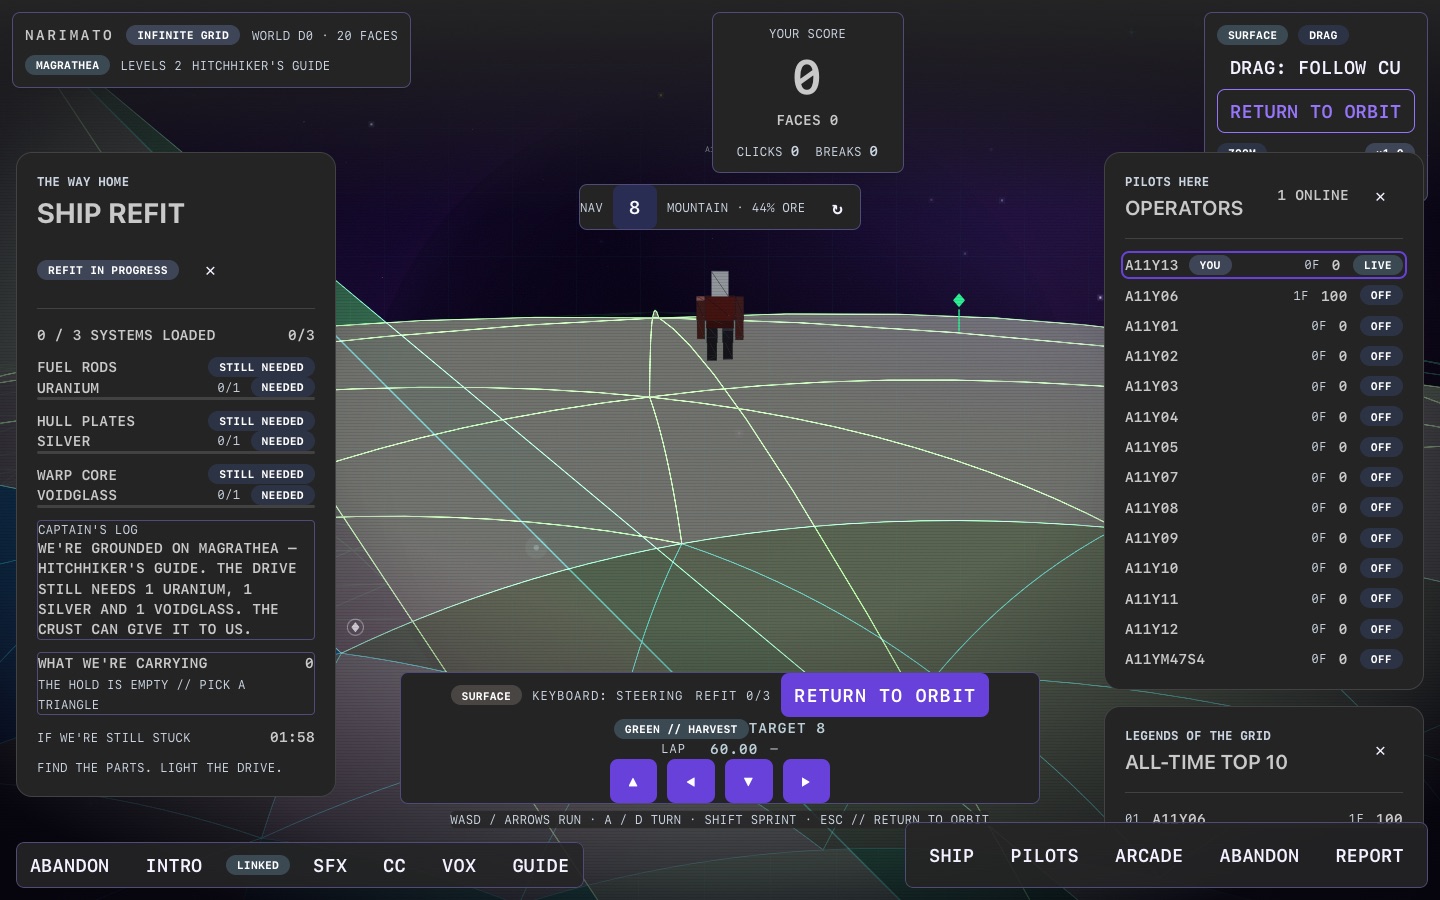 NARIMATO INFINITE GRID WORLD D0 · 20 FACES
MAGRATHEA LEVELS 2 HITCHHIKER'S GUIDE
YOUR SCORE
0
FACES 0
CLICKS 0 BREAKS 0
NAV 8 MOUNTAIN · 44% ORE ↻
SURFACE DRAG
DRAG: FOLLOW CU
RETURN TO ORBIT
THE WAY HOME
SHIP REFIT
REFIT IN PROGRESS ×
0 / 3 SYSTEMS LOADED 0/3
FUEL RODS STILL NEEDED
URANIUM 0/1 NEEDED
HULL PLATES STILL NEEDED
SILVER 0/1 NEEDED
WARP CORE STILL NEEDED
VOIDGLASS 0/1 NEEDED
CAPTAIN'S LOG
WE'RE GROUNDED ON MAGRATHEA —
HITCHHIKER'S GUIDE. THE DRIVE
STILL NEEDS 1 URANIUM, 1
SILVER AND 1 VOIDGLASS. THE
CRUST CAN GIVE IT TO US.
WHAT WE'RE CARRYING 0
THE HOLD IS EMPTY // PICK A
TRIANGLE
IF WE'RE STILL STUCK 01:58
FIND THE PARTS. LIGHT THE DRIVE.
PILOTS HERE
OPERATORS 1 ONLINE ×
A11Y13 YOU 0F 0 LIVE
A11Y06 1F 100 OFF
A11Y01 0F 0 OFF
A11Y02 0F 0 OFF
A11Y03 0F 0 OFF
A11Y04 0F 0 OFF
A11Y05 0F 0 OFF
A11Y07 0F 0 OFF
A11Y08 0F 0 OFF
A11Y09 0F 0 OFF
A11Y10 0F 0 OFF
A11Y11 0F 0 OFF
A11Y12 0F 0 OFF
A11YM47S4 0F 0 OFF
LEGENDS OF THE GRID
ALL-TIME TOP 10 ×
01 A11Y06 1F 100
SURFACE KEYBOARD: STEERING REFIT 0/3 RETURN TO ORBIT
GREEN // HARVEST TARGET 8
LAP 60.00 —
▲ ◀ ▼ ▶
WASD / ARROWS RUN · A / D TURN · SHIFT SPRINT · ESC // RETURN TO ORBIT
ABANDON INTRO LINKED SFX CC VOX GUIDE
SHIP PILOTS ARCADE ABANDON REPORT